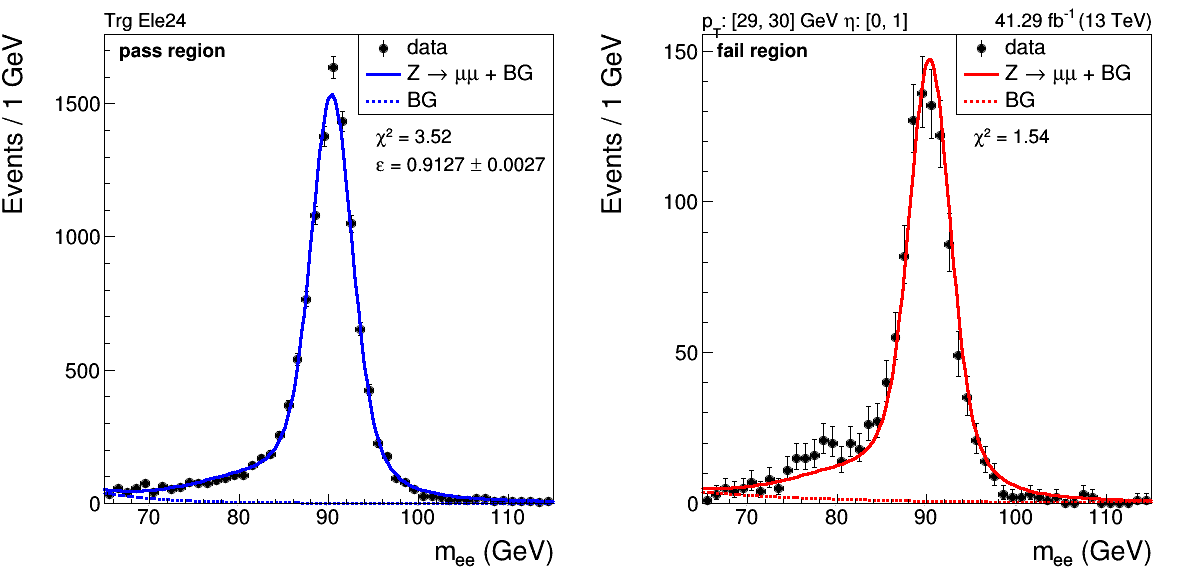 Trg Ele24
pass region
data
Z → μμ + BG
BG
χ² = 3.52
ε = 0.9127 ± 0.0027
Events / 1 GeV
1500
1000
500
0
70 80 90 100 110
m_ee (GeV)
p_T: [29, 30] GeV η: [0, 1] 41.29 fb⁻¹ (13 TeV)
fail region
data
Z → μμ + BG
BG
χ² = 1.54
Events / 1 GeV
150
100
50
0
70 80 90 100 110
m_ee (GeV)